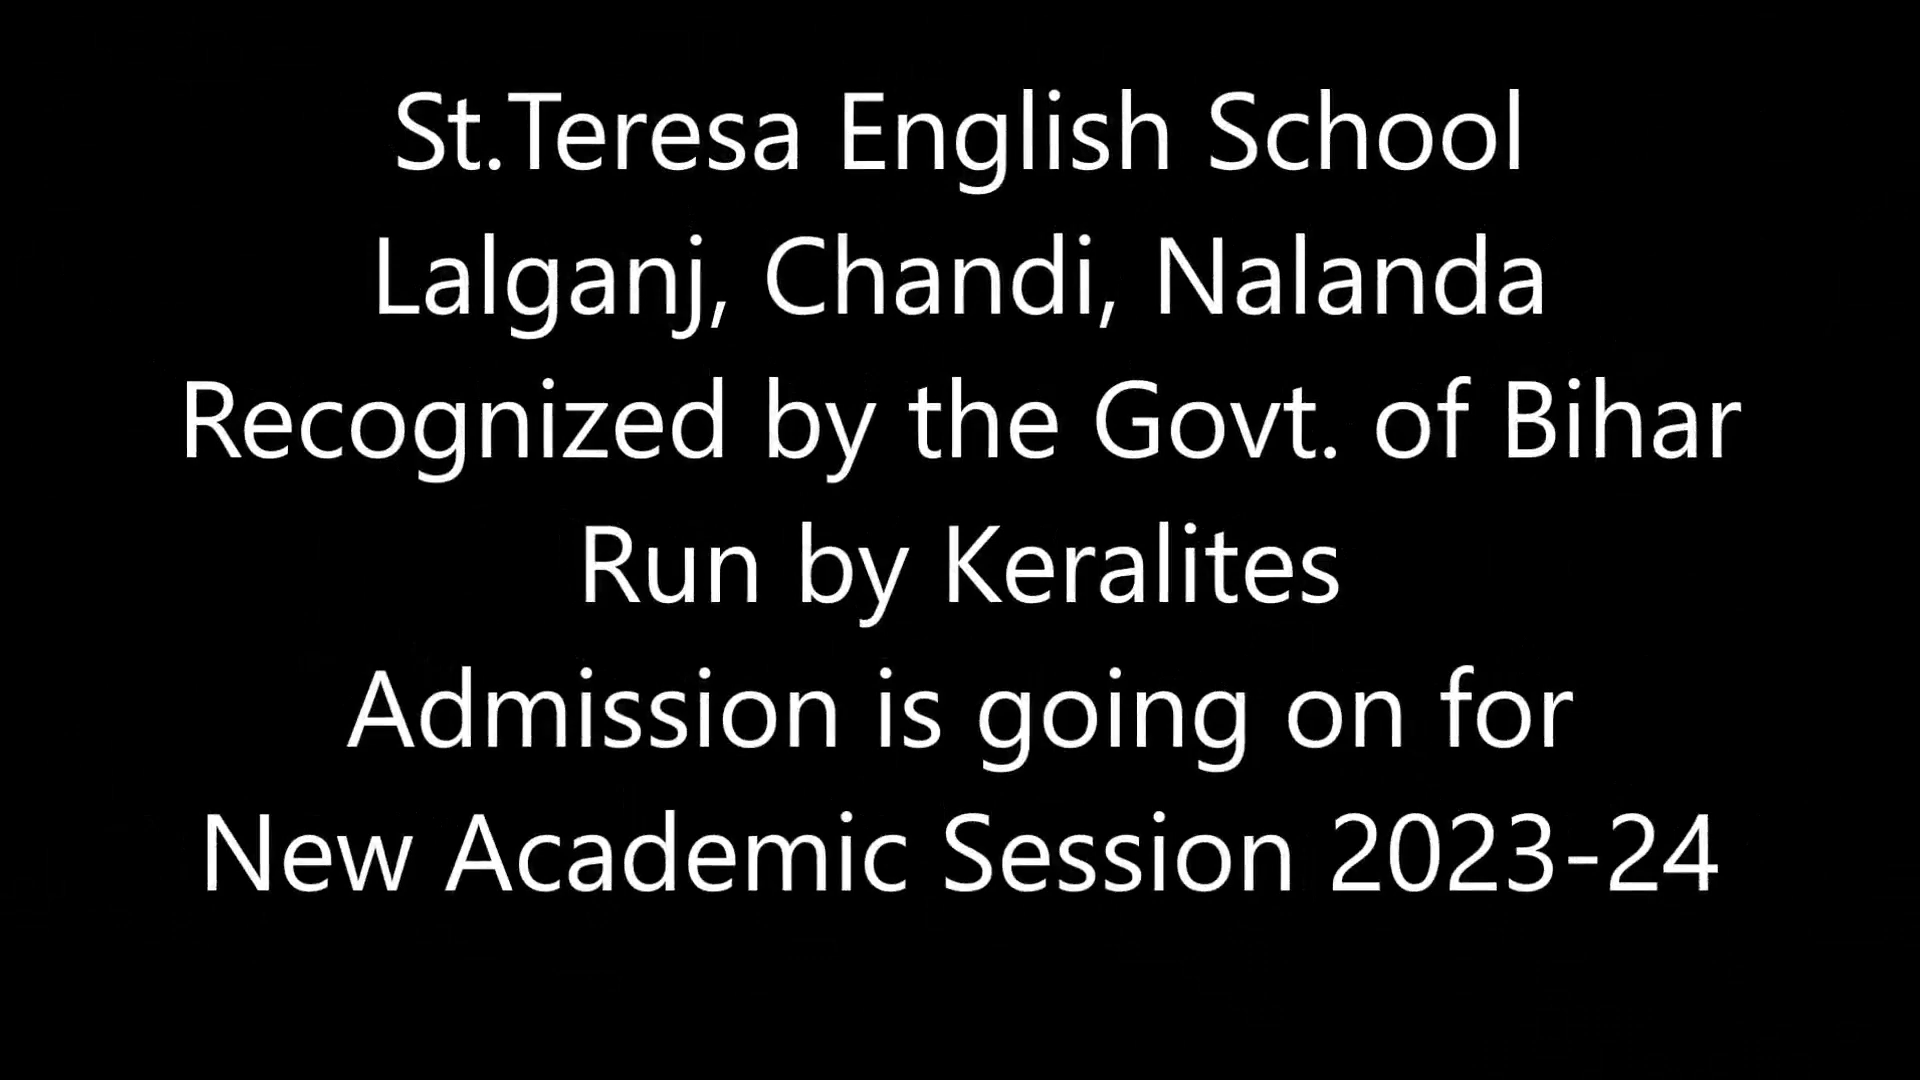 St.Teresa English School
Lalganj, Chandi, Nalanda
Recognized by the Govt. of Bihar
Run by Keralites
Admission is going on for
New Academic Session 2023-24